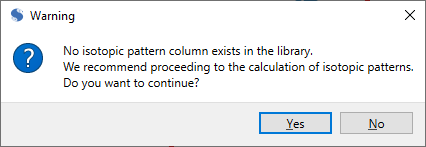 Warning
No isotopic pattern column exists in the library.
We recommend proceeding to the calculation of isotopic patterns.
Do you want to continue?
Yes
No